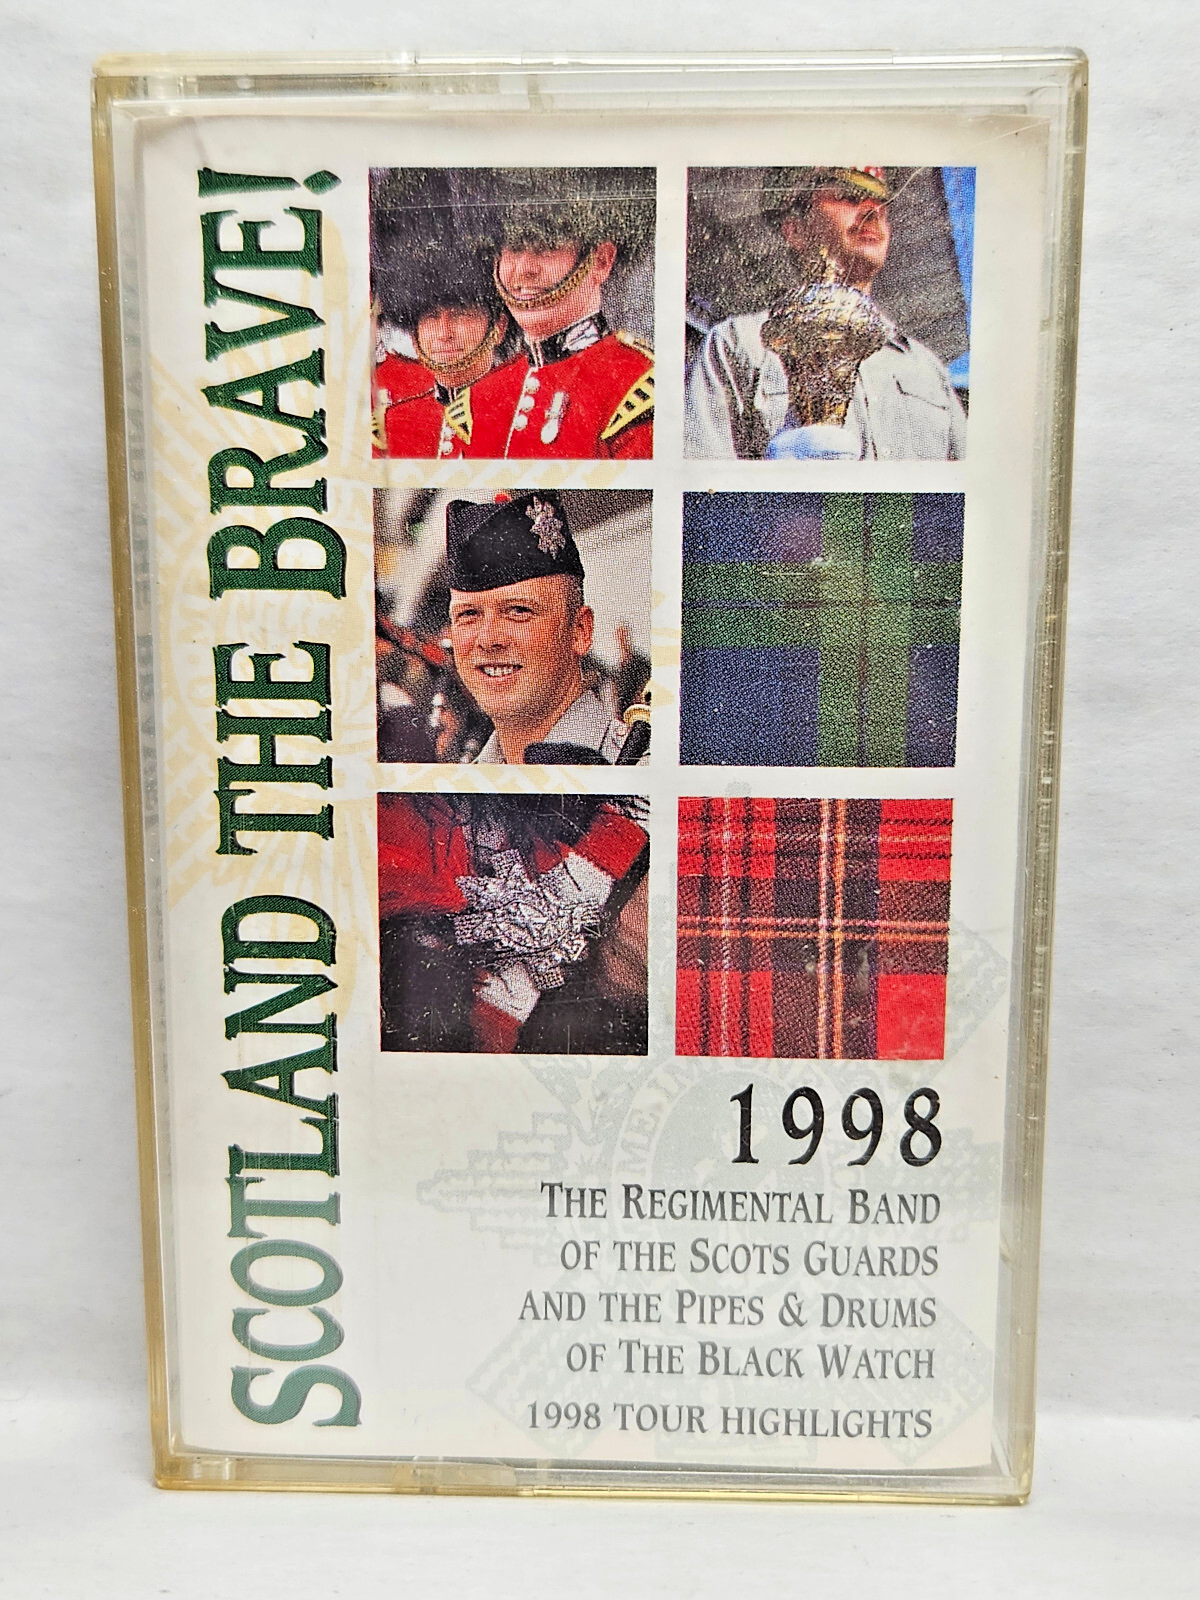 SCOTLAND THE BRAVE!
1998
THE REGIMENTAL BAND
OF THE SCOTS GUARDS
AND THE PIPES & DRUMS
OF THE BLACK WATCH
1998 TOUR HIGHLIGHTS